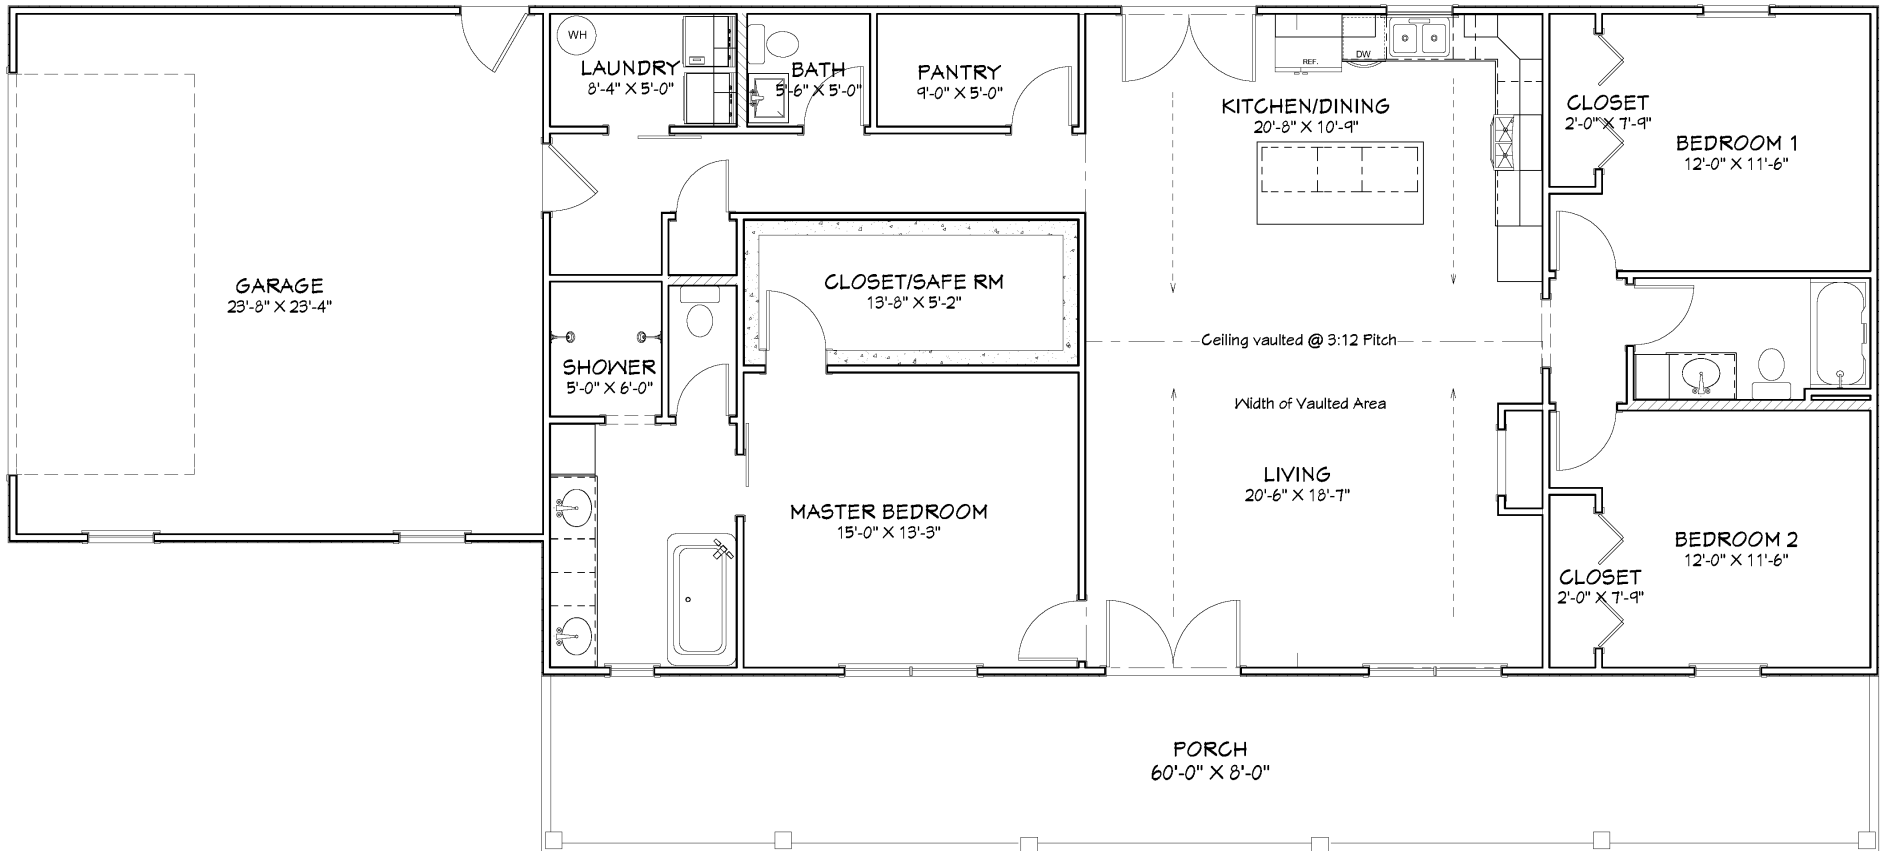 WH
LAUNDRY
8'-4" X 5'-0"
BATH
5'-6" X 5'-0"
PANTRY
9'-0" X 5'-0"
REF.
DW
KITCHEN/DINING
20'-8" X 10'-9"
CLOSET
2'-0" X 7'-9"
BEDROOM 1
12'-0" X 11'-6"
GARAGE
23'-8" X 23'-4"
CLOSET/SAFE RM
13'-8" X 5'-2"
SHOWER
5'-0" X 6'-0"
Ceiling vaulted @ 3:12 Pitch
Width of Vaulted Area
LIVING
20'-6" X 18'-7"
MASTER BEDROOM
15'-0" X 13'-3"
BEDROOM 2
12'-0" X 11'-6"
CLOSET
2'-0" X 7'-9"
PORCH
60'-0" X 8'-0"